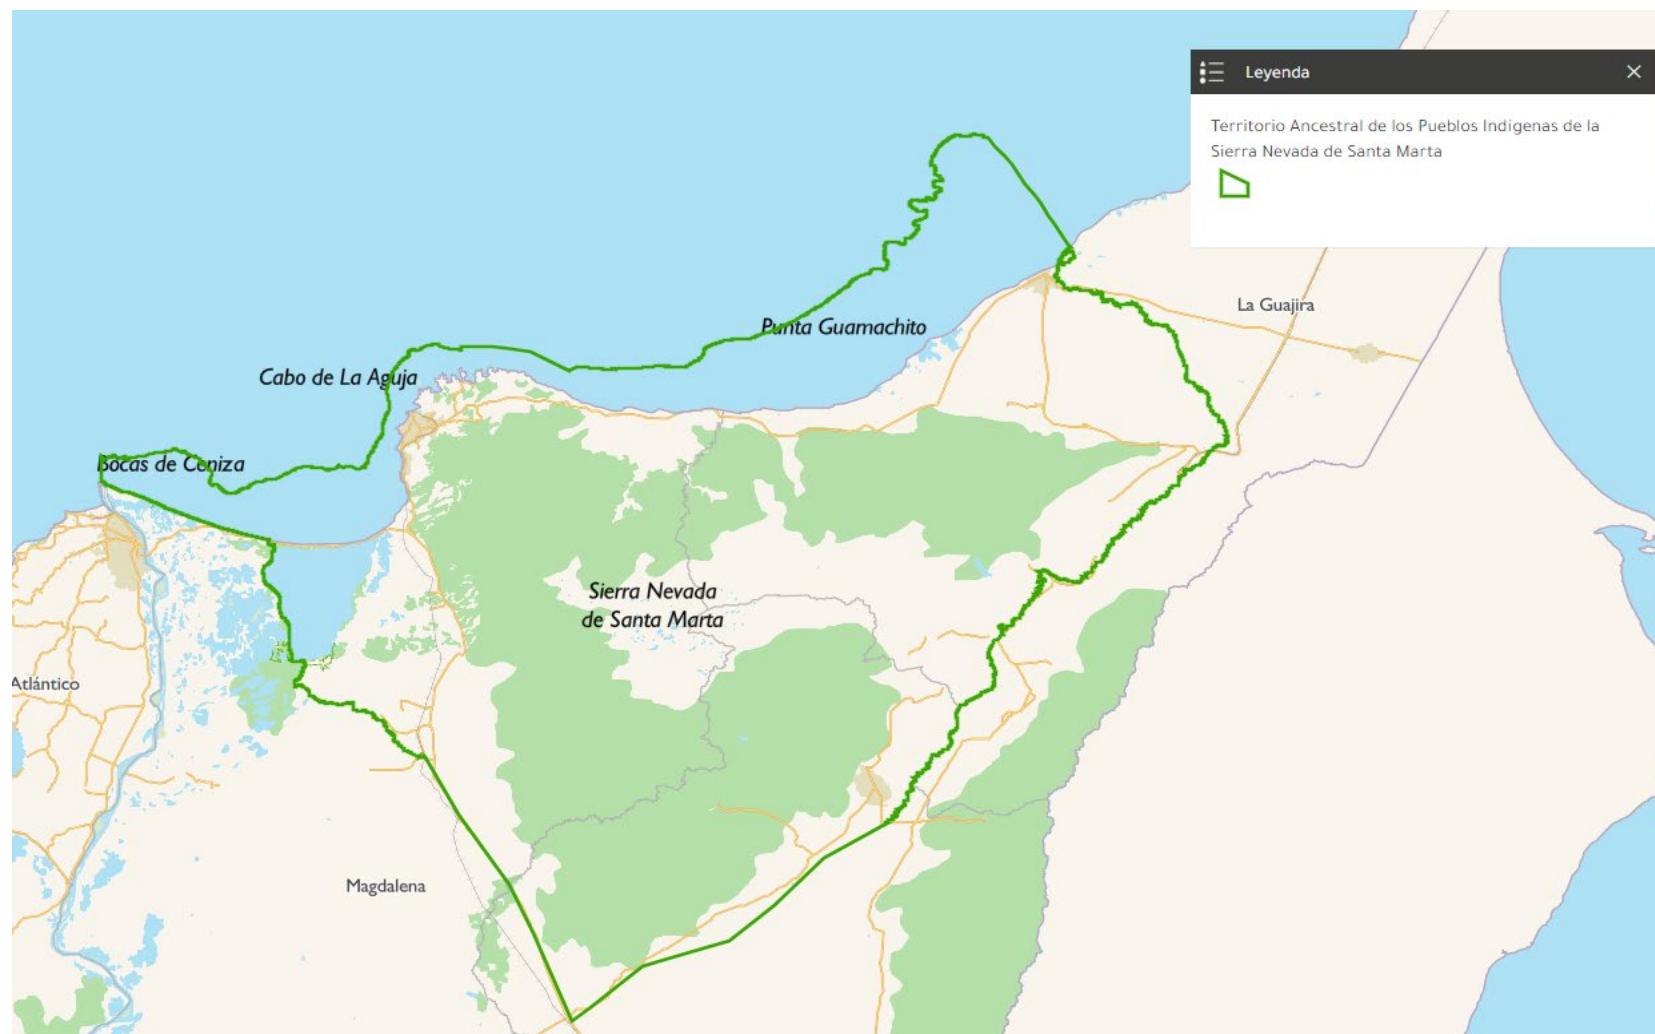 Leyenda
Territorio Ancestral de los Pueblos Indígenas de la
Sierra Nevada de Santa Marta
La Guajira
Punta Guamachito
Cabo de La Aguja
Bocas de Ceniza
Sierra Nevada
de Santa Marta
Atlántico
Magdalena